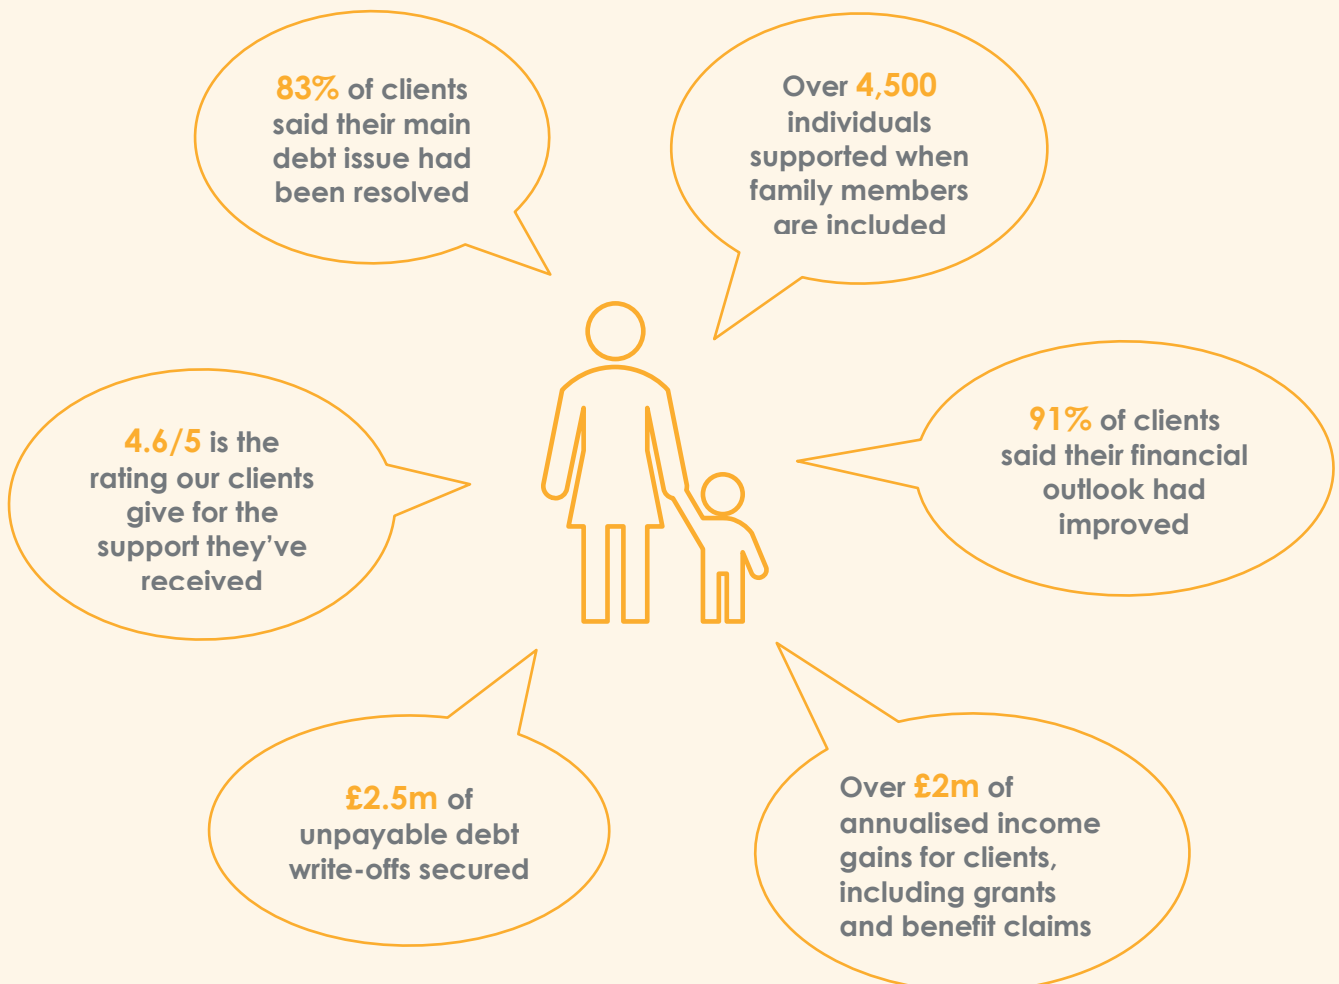 83% of clients
said their main
debt issue had
been resolved
Over 4,500
individuals
supported when
family members
are included
4.6/5 is the
rating our clients
give for the
support they've
received
91% of clients
said their financial
outlook had
improved
£2.5m of
unpayable debt
write-offs secured
Over £2m of
annualised income
gains for clients,
including grants
and benefit claims